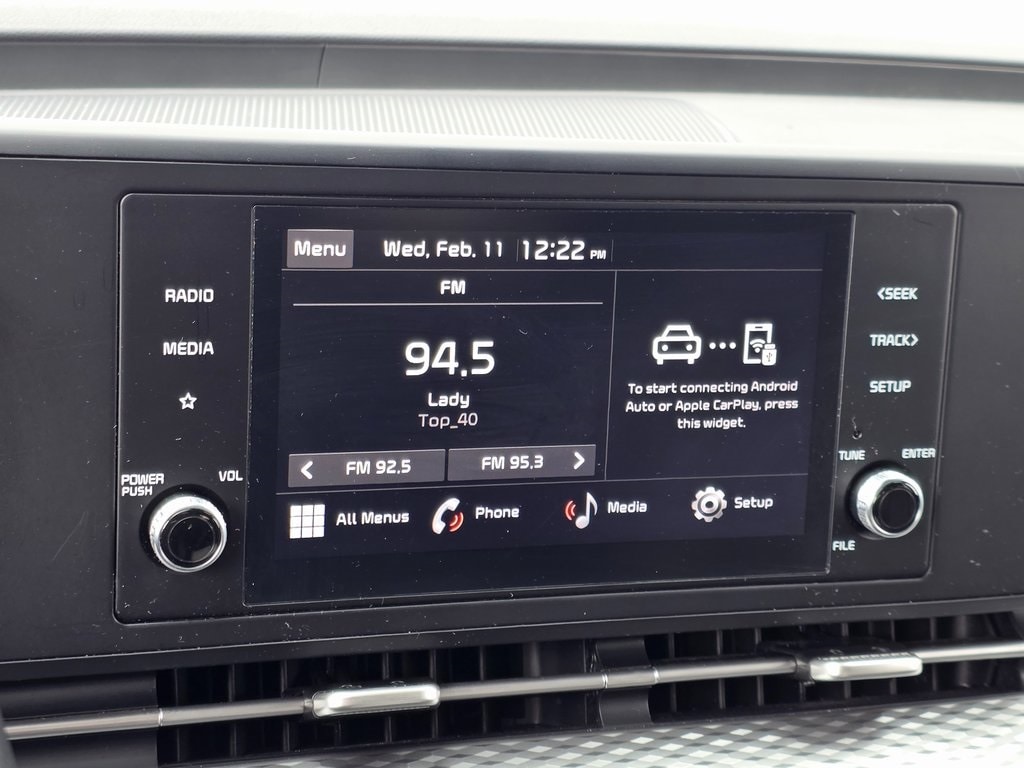 Menu Wed, Feb. 11 12:22 PM
FM
94.5
Lady
Top_40
FM 92.5 FM 95.3
To start connecting Android
Auto or Apple CarPlay, press
this widget.
All Menus Phone Media Setup
RADIO
MEDIA
POWER
PUSH
VOL
<SEEK
TRACK>
SETUP
TUNE
ENTER
FILE